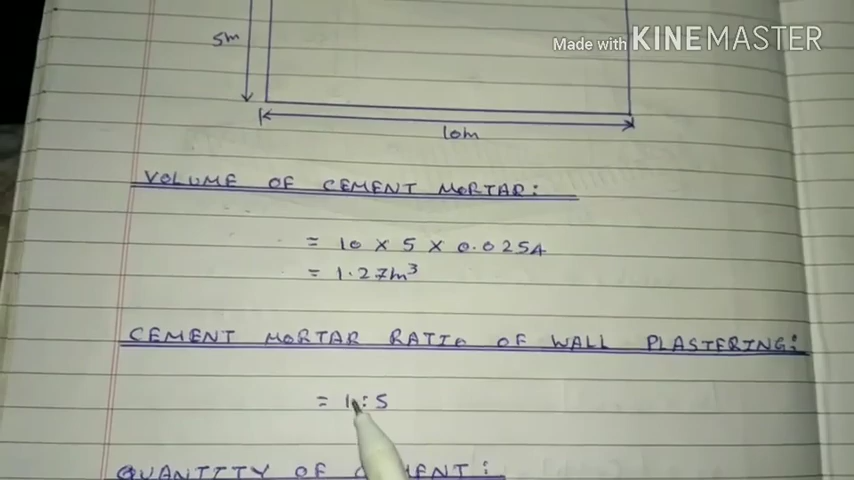 5m
Made with KINEMASTER
10m
VOLUME OF CEMENT MORTAR:
= 10 × 5 × 0.0254
= 1.27m³
CEMENT MORTAR RATIO OF WALL PLASTERING:
= 1:5
QUANTITY OF CEMENT: